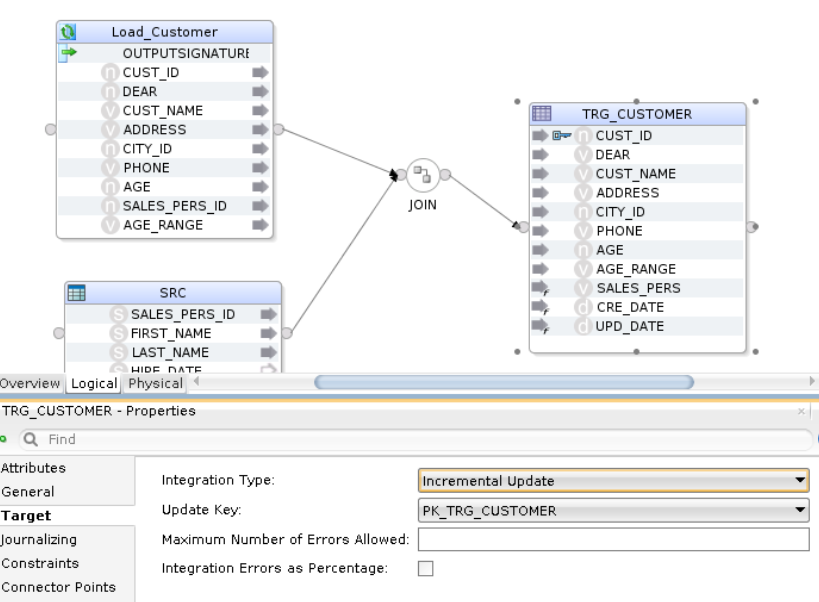 Load_Customer
OUTPUTSIGNATURE
CUST_ID
DEAR
CUST_NAME
ADDRESS
CITY_ID
PHONE
AGE
SALES_PERS_ID
AGE_RANGE
SRC
SALES_PERS_ID
FIRST_NAME
LAST_NAME
HIRE_DATE
JOIN
TRG_CUSTOMER
CUST_ID
DEAR
CUST_NAME
ADDRESS
CITY_ID
PHONE
AGE
AGE_RANGE
SALES_PERS
CRE_DATE
UPD_DATE
Overview Logical Physical
TRG_CUSTOMER - Properties
Find
Attributes
General
Target
Journalizing
Constraints
Connector Points
Integration Type: Incremental Update
Update Key: PK_TRG_CUSTOMER
Maximum Number of Errors Allowed:
Integration Errors as Percentage: